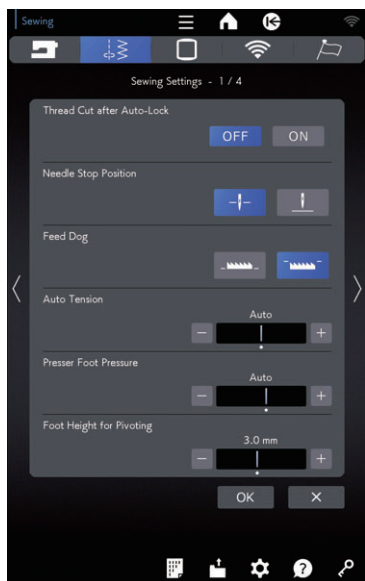 Sewing
Sewing Settings - 1 / 4
Thread Cut after Auto-Lock
OFF ON
Needle Stop Position
Feed Dog
Auto Tension
Auto
− +
Presser Foot Pressure
Auto
− +
Foot Height for Pivoting
3.0 mm
− +
OK ×
?